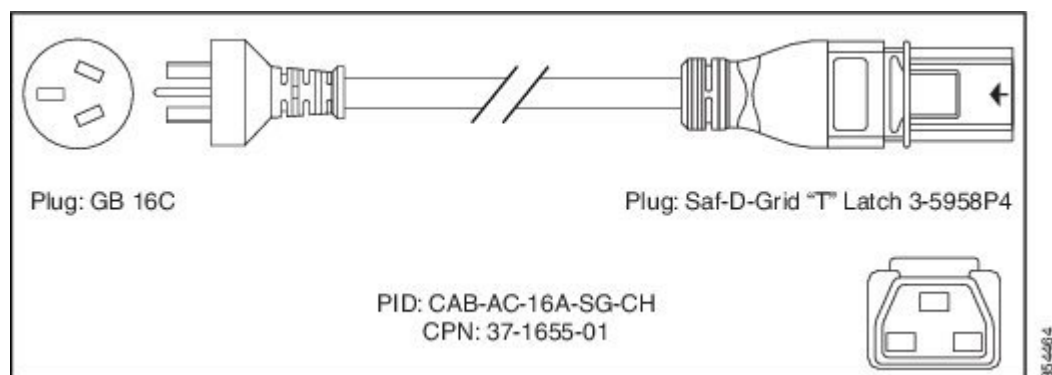 Plug: GB 16C
Plug: Saf-D-Grid “T” Latch 3-5958P4
PID: CAB-AC-16A-SG-CH
CPN: 37-1655-01
354464